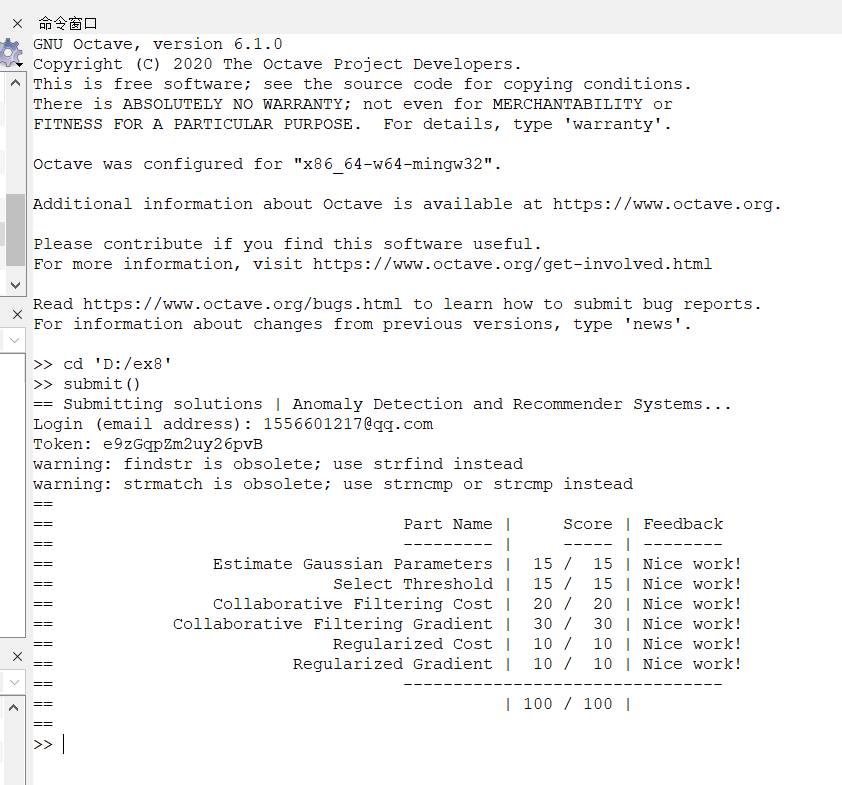 命令窗口
GNU Octave, version 6.1.0
Copyright (C) 2020 The Octave Project Developers.
This is free software; see the source code for copying conditions.
There is ABSOLUTELY NO WARRANTY; not even for MERCHANTABILITY or
FITNESS FOR A PARTICULAR PURPOSE.  For details, type 'warranty'.
Octave was configured for "x86_64-w64-mingw32".
Additional information about Octave is available at https://www.octave.org.
Please contribute if you find this software useful.
For more information, visit https://www.octave.org/get-involved.html
Read https://www.octave.org/bugs.html to learn how to submit bug reports.
For information about changes from previous versions, type 'news'.
>> cd 'D:/ex8'
>> submit()
== Submitting solutions | Anomaly Detection and Recommender Systems...
Login (email address): 1556601217@qq.com
Token: e9zGqpZm2uy26pvB
warning: findstr is obsolete; use strfind instead
warning: strmatch is obsolete; use strncmp or strcmp instead
==
==                                   Part Name |     Score | Feedback
==                                   --------- |     ----- | --------
==                Estimate Gaussian Parameters |  15 /  15 | Nice work!
==                            Select Threshold |  15 /  15 | Nice work!
==                Collaborative Filtering Cost |  20 /  20 | Nice work!
==            Collaborative Filtering Gradient |  30 /  30 | Nice work!
==                            Regularized Cost |  10 /  10 | Nice work!
==                        Regularized Gradient |  10 /  10 | Nice work!
==                                   --------------------------------
==                                             | 100 / 100 |
==
>>